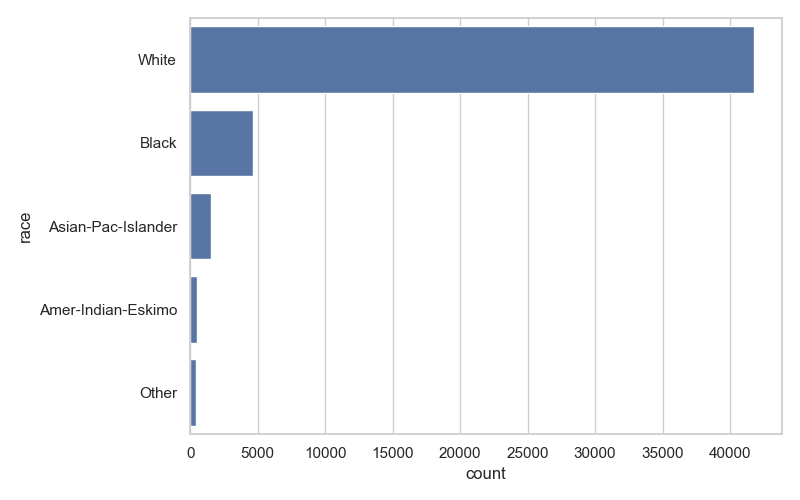 White
Black
Asian-Pac-Islander
Amer-Indian-Eskimo
Other
race
0 5000 10000 15000 20000 25000 30000 35000 40000
count